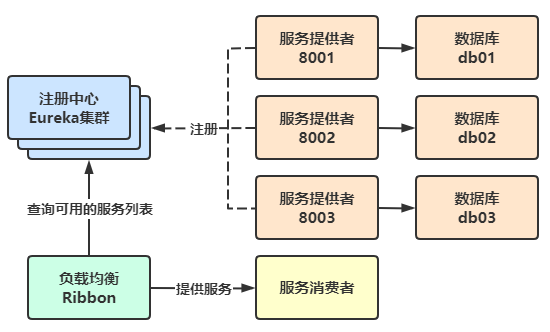 服务提供者
8001
数据库
db01
注册中心
Eureka集群
注册
服务提供者
8002
数据库
db02
服务提供者
8003
数据库
db03
查询可用的服务列表
负载均衡
Ribbon
提供服务
服务消费者